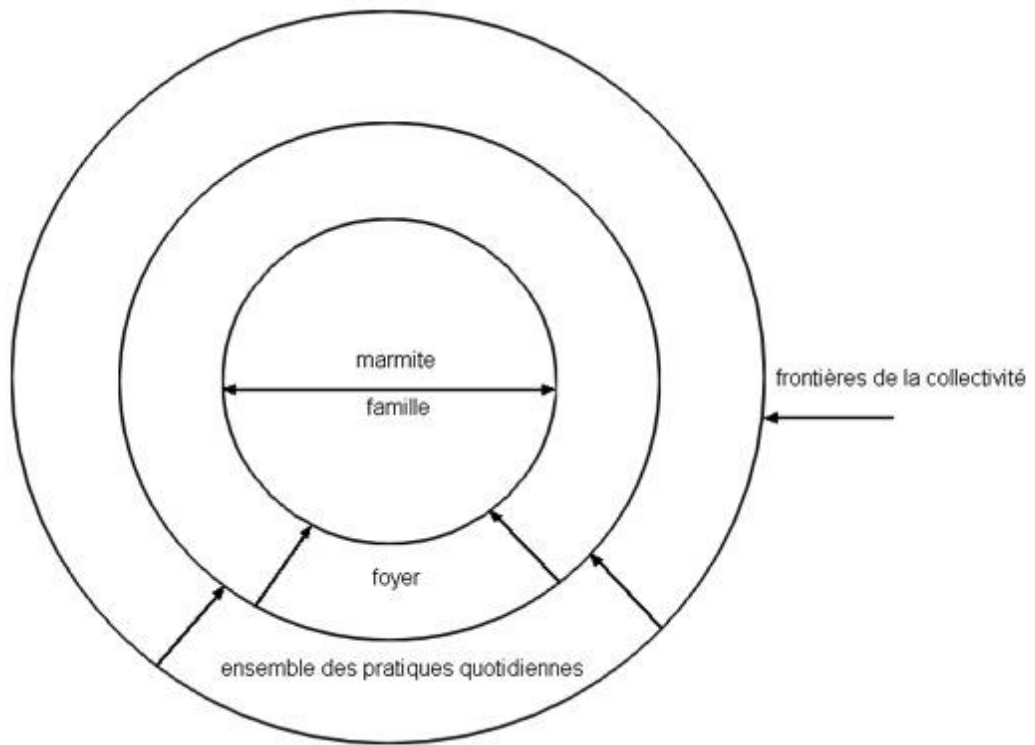 marmite
famille
frontières de la collectivité
foyer
ensemble des pratiques quotidiennes